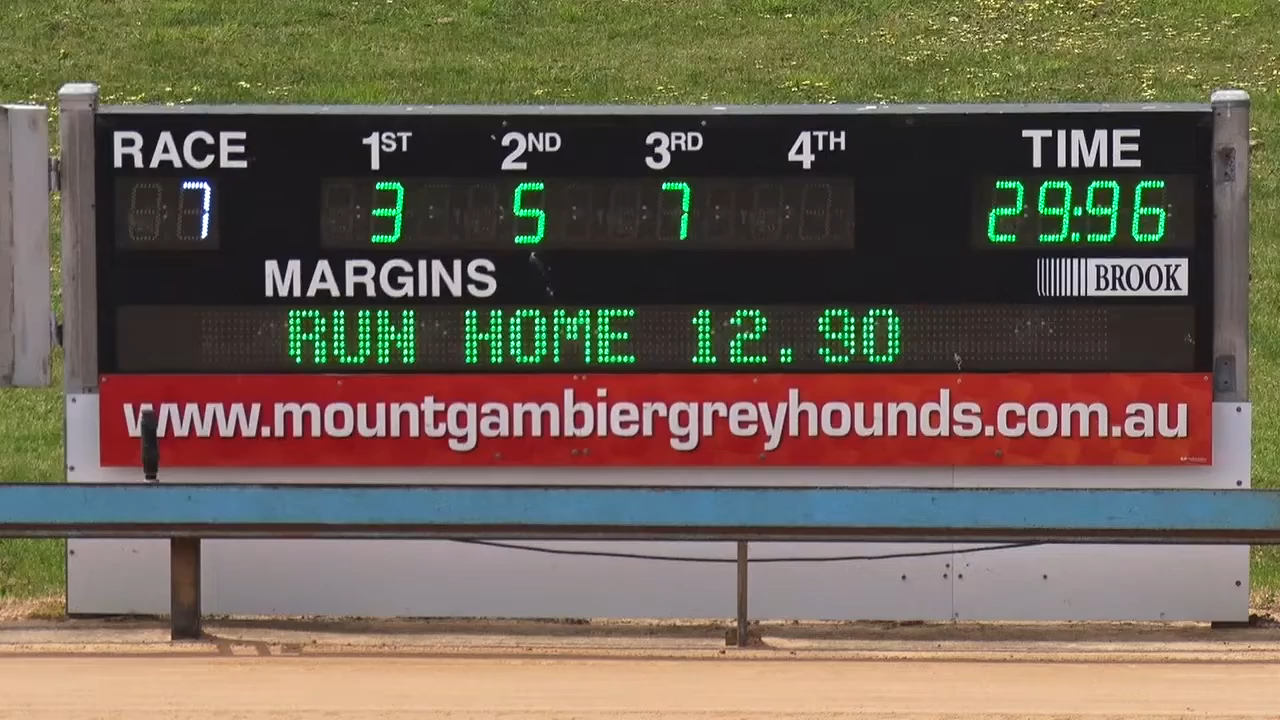 RACE 1ST 2ND 3RD 4TH TIME
7 3 5 7 29:96
MARGINS BROOK
RUN HOME 12.90
www.mountgambiergreyhounds.com.au